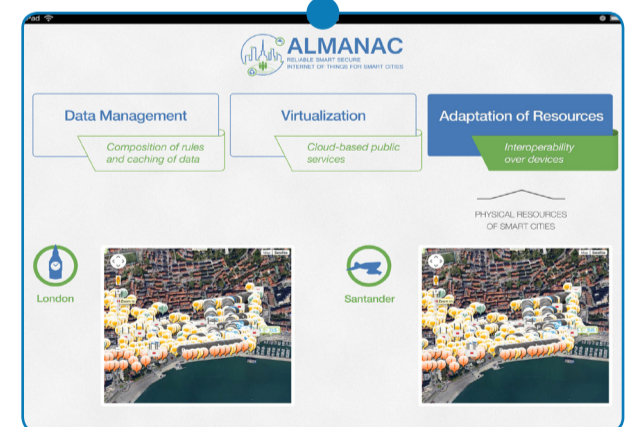 ALMANAC
RELIABLE SMART SECURE
INTERNET OF THINGS FOR SMART CITIES
Data Management
Virtualization
Adaptation of Resources
Composition of rules
and caching of data
Cloud-based public
services
Interoperability
over devices
PHYSICAL RESOURCES
OF SMART CITIES
London
Santander